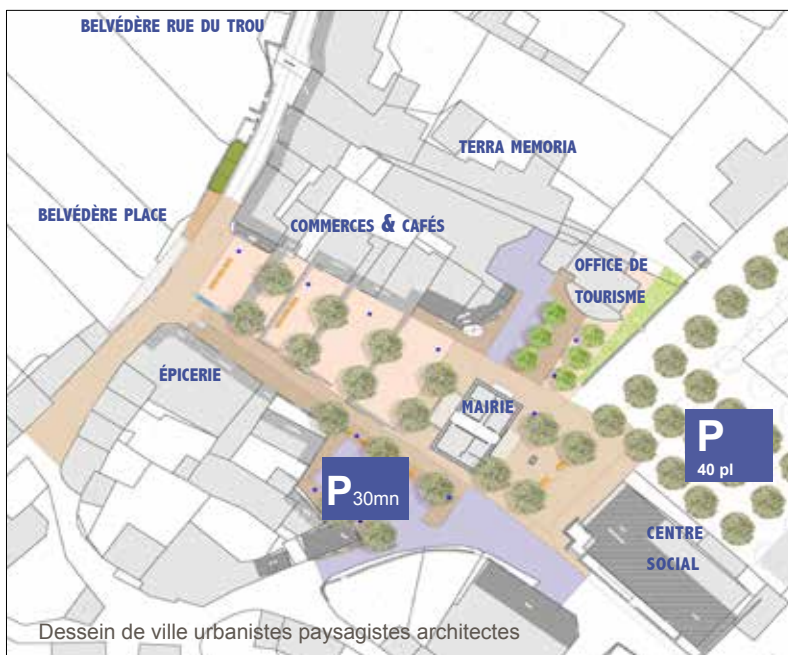 BELVÉDÈRE RUE DU TROU
TERRA MEMORIA
BELVÉDÈRE PLACE
COMMERCES & CAFÉS
OFFICE DE
TOURISME
ÉPICERIE
MAIRIE
P
40 pl
P30mn
CENTRE
SOCIAL
Dessein de ville urbanistes paysagistes architectes